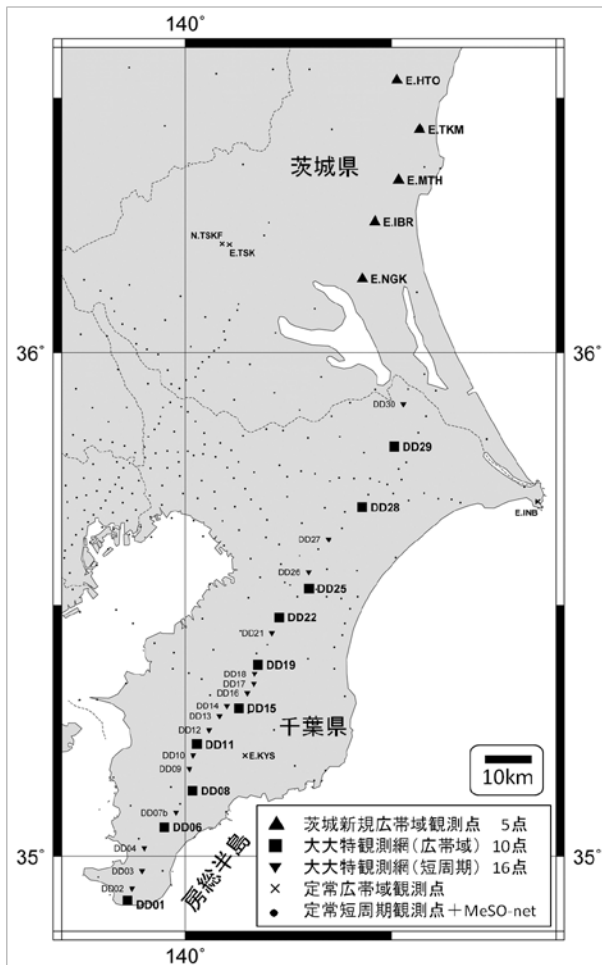 140°
E.HTO
E.TKM
茨城県
E.MTH
N.TSKF
E.TSK
E.IBR
E.NGK
36°
36°
DD30
DD29
DD28
E.INB
DD27
DD26
DD25
DD22
DD21
DD19
DD18
DD17
DD16
DD14
DD15
DD13
千葉県
DD12
DD11
DD10
E.KYS
DD09
10km
DD08
DD07b
DD06
DD04
35°
35°
房総半島
DD03
DD02
DD01
茨城新規広帯域観測点 5点
大大特観測網(広帯域) 10点
大大特観測網(短周期) 16点
定常広帯域観測点
定常短周期観測点+MeSO-net
140°